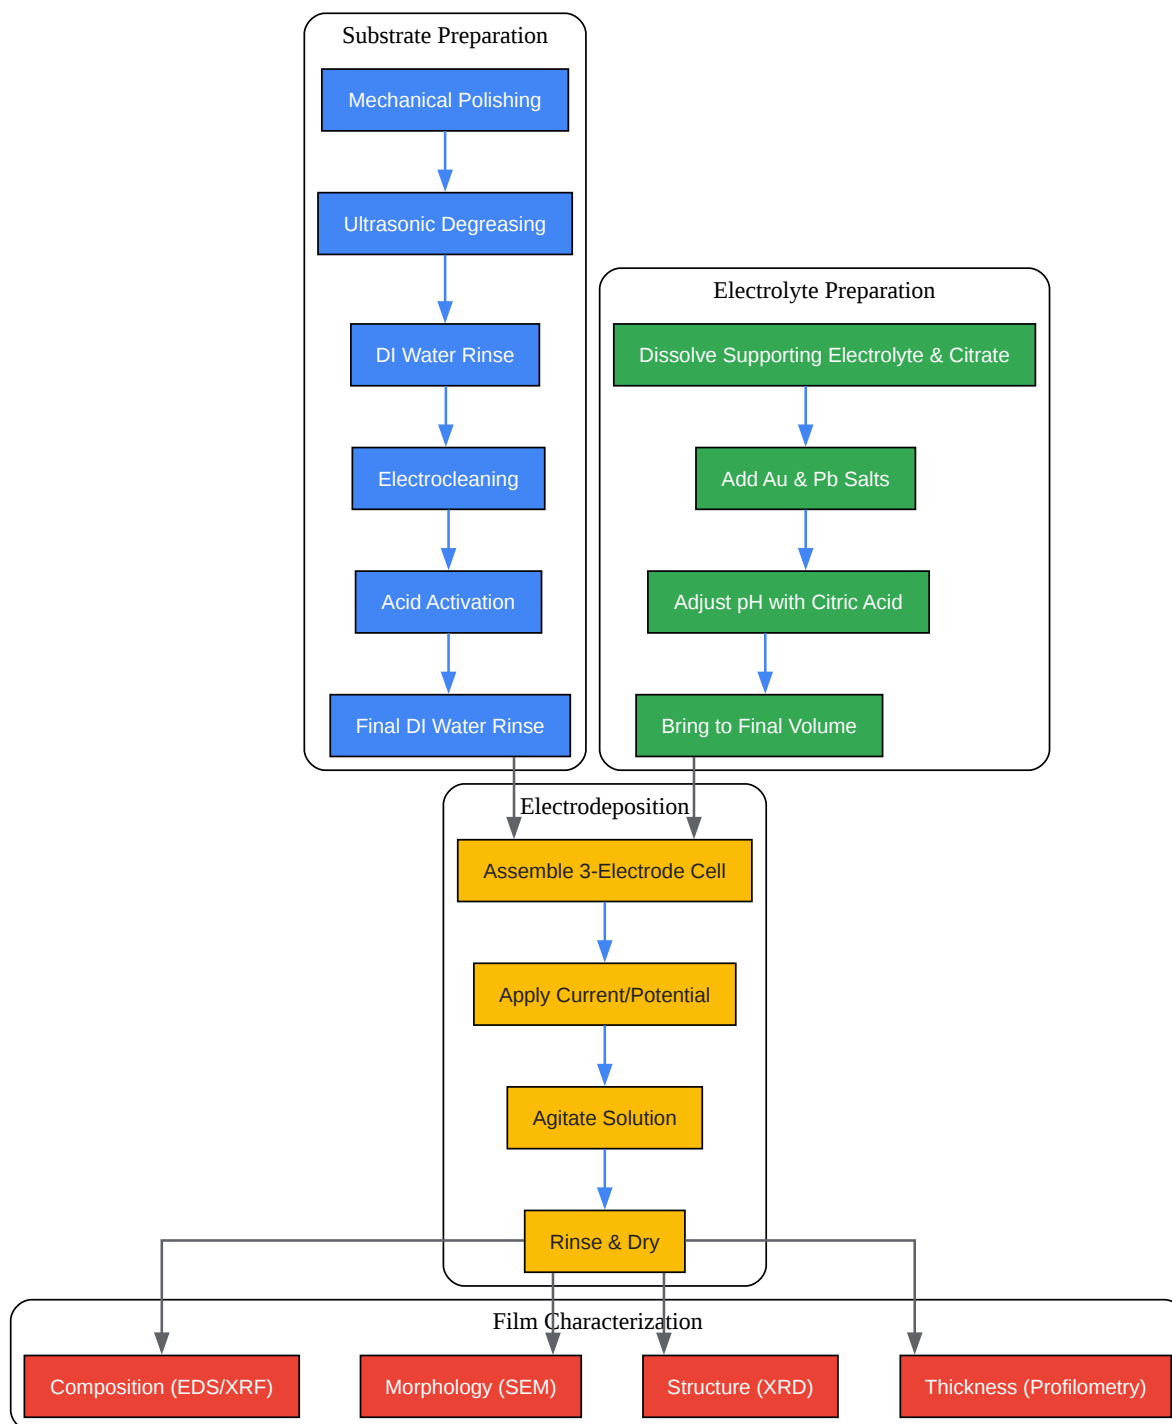 Substrate Preparation
Mechanical Polishing
Ultrasonic Degreasing
DI Water Rinse
Electrocleaning
Acid Activation
Final DI Water Rinse
Electrolyte Preparation
Dissolve Supporting Electrolyte & Citrate
Add Au & Pb Salts
Adjust pH with Citric Acid
Bring to Final Volume
Electrodeposition
Assemble 3-Electrode Cell
Apply Current/Potential
Agitate Solution
Rinse & Dry
Film Characterization
Composition (EDS/XRF)
Morphology (SEM)
Structure (XRD)
Thickness (Profilometry)